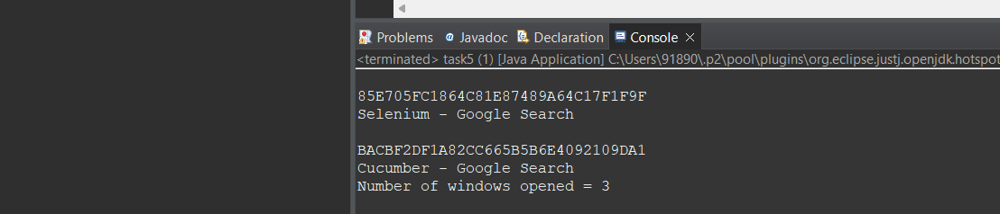 Problems Javadoc Declaration Console
<terminated> task5 (1) [Java Application] C:\Users\91890\.p2\pool\plugins\org.eclipse.justj.openjdk.hotspot
85E705FC1864C81E87489A64C17F1F9F
Selenium - Google Search
BACBF2DF1A82CC665B5B6E4092109DA1
Cucumber - Google Search
Number of windows opened = 3